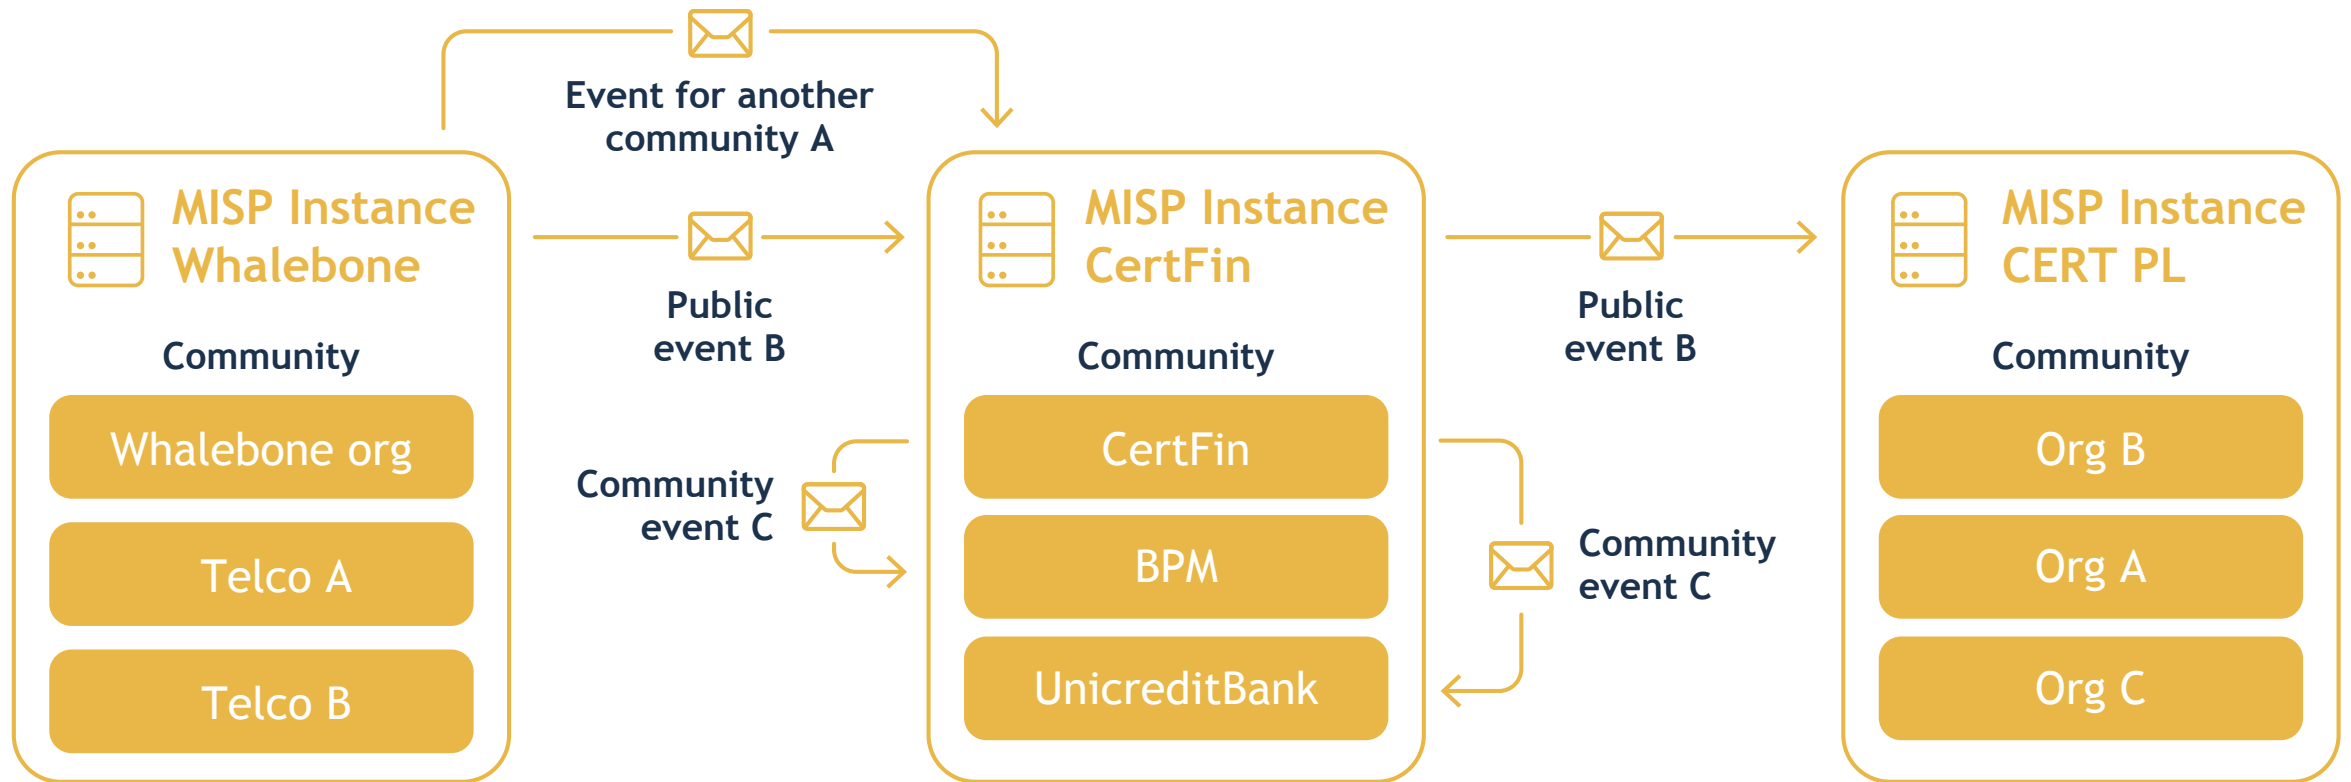 Event for another
community A
MISP Instance
Whalebone
Community
Whalebone org
Telco A
Telco B
Public
event B
Community
event C
MISP Instance
CertFin
Community
CertFin
BPM
UnicreditBank
Public
event B
Community
event C
MISP Instance
CERT PL
Community
Org B
Org A
Org C